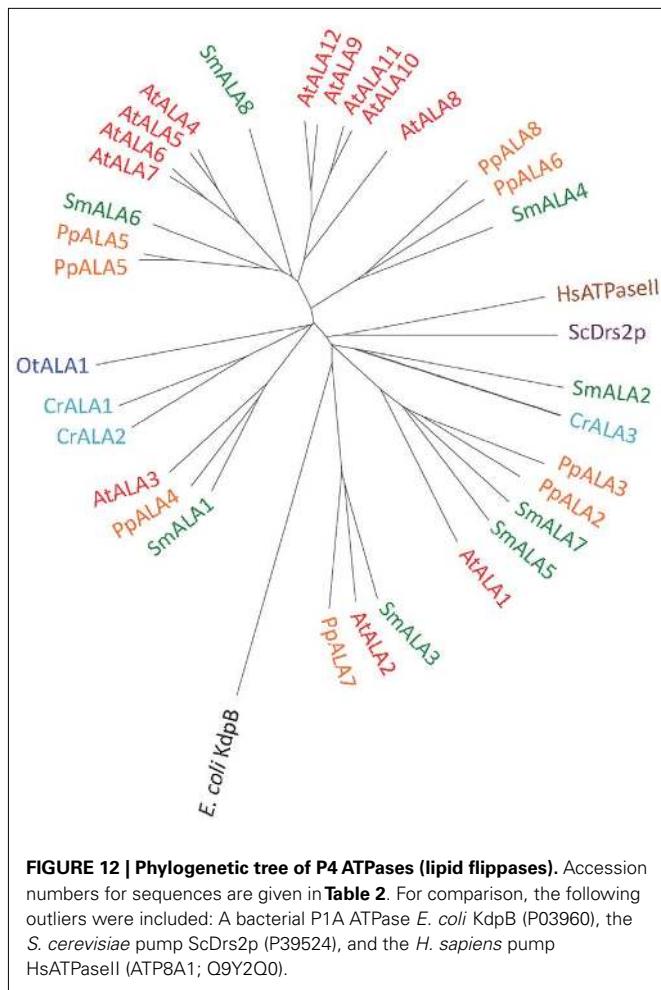 AtALA12
AtALA9
AtALA11
AtALA10
AtALA8
SmALA8
AtALA4
AtALA5
AtALA6
AtALA7
PpALA8
PpALA6
SmALA4
SmALA6
PpALA5
PpALA5
HsATPaseII
ScDrs2p
OtALA1
SmALA2
CrALA1
CrALA3
CrALA2
PpALA3
PpALA2
AtALA3
SmALA7
PpALA4
SmALA5
SmALA1
AtALA1
SmALA3
AtALA2
PpALA7
E. coli KdpB
FIGURE 12 | Phylogenetic tree of P4 ATPases (lipid flippases). Accession
numbers for sequences are given in Table 2. For comparison, the following
outliers were included: A bacterial P1A ATPase E. coli KdpB (P03960), the
S. cerevisiae pump ScDrs2p (P39524), and the H. sapiens pump
HsATPaseII (ATP8A1; Q9Y2Q0).